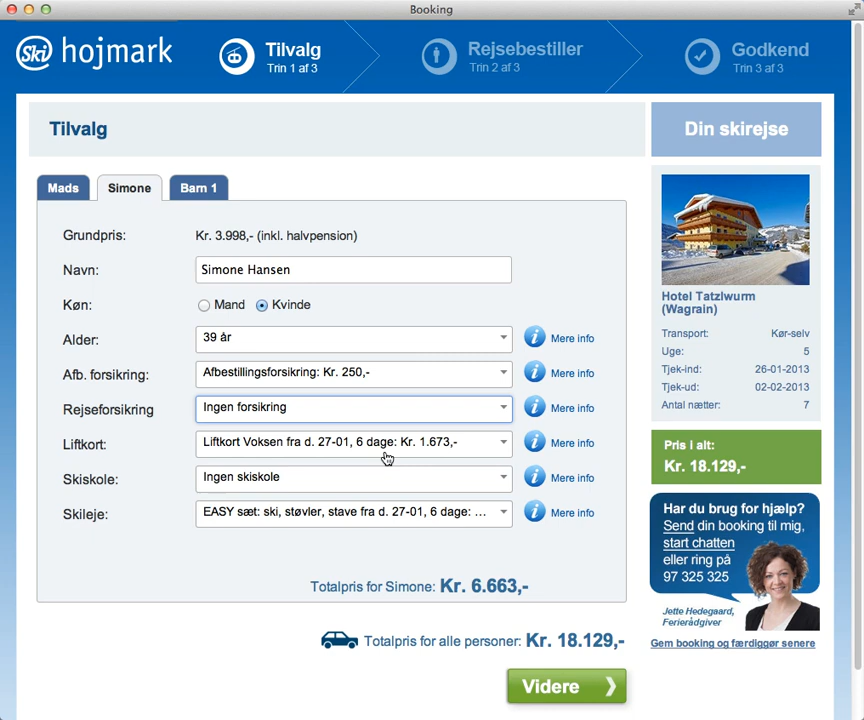 Booking
Ski hojmark
Tilvalg
Trin 1 af 3
Rejsebestiller
Trin 2 af 3
Godkend
Trin 3 af 3
Tilvalg
Din skirejse
Mads
Simone
Barn 1
Grundpris:
Kr. 3.998,- (inkl. halvpension)
Navn:
Simone Hansen
Køn:
Mand
Kvinde
Alder:
39 år
Mere info
Afb. forsikring:
Afbestillingsforsikring: Kr. 250,-
Mere info
Rejseforsikring
Ingen forsikring
Mere info
Liftkort:
Liftkort Voksen fra d. 27-01, 6 dage: Kr. 1.673,-
Mere info
Skiskole:
Ingen skiskole
Mere info
Skileje:
EASY sæt: ski, støvler, stave fra d. 27-01, 6 dage: ...
Mere info
Totalpris for Simone: Kr. 6.663,-
Totalpris for alle personer: Kr. 18.129,-
Videre
Hotel Tatzlwurm
(Wagrain)
Transport: Kør-selv
Uge: 5
Tjek-ind: 26-01-2013
Tjek-ud: 02-02-2013
Antal nætter: 7
Pris i alt:
Kr. 18.129,-
Har du brug for hjælp?
Send din booking til mig,
start chatten
eller ring på
97 325 325
Jette Hedegaard,
Ferierådgiver
Gem booking og færdiggør senere